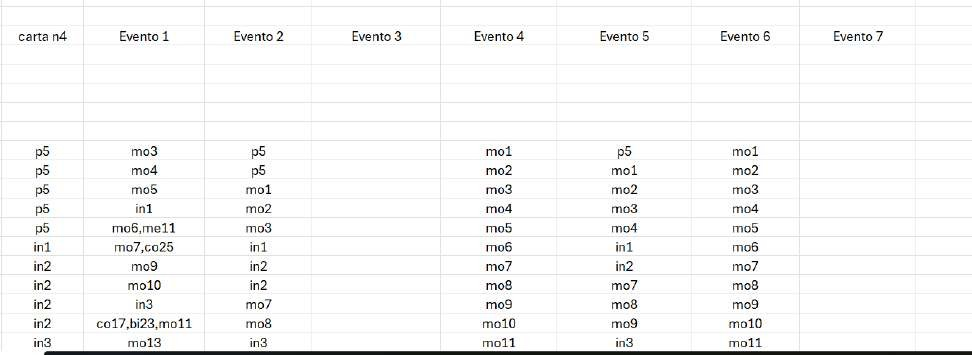 carta n4 Evento 1 Evento 2 Evento 3 Evento 4 Evento 5 Evento 6 Evento 7
p5 mo3 p5 mo1 p5 mo1
p5 mo4 p5 mo2 mo1 mo2
p5 mo5 mo1 mo3 mo2 mo3
p5 in1 mo2 mo4 mo3 mo4
p5 mo6,me11 mo3 mo5 mo4 mo5
in1 mo7,co25 in1 mo6 in1 mo6
in2 mo9 in2 mo7 in2 mo7
in2 mo10 in2 mo8 mo7 mo8
in2 in3 mo7 mo9 mo8 mo9
in2 co17,bi23,mo11 mo8 mo10 mo9 mo10
in3 mo13 in3 mo11 in3 mo11